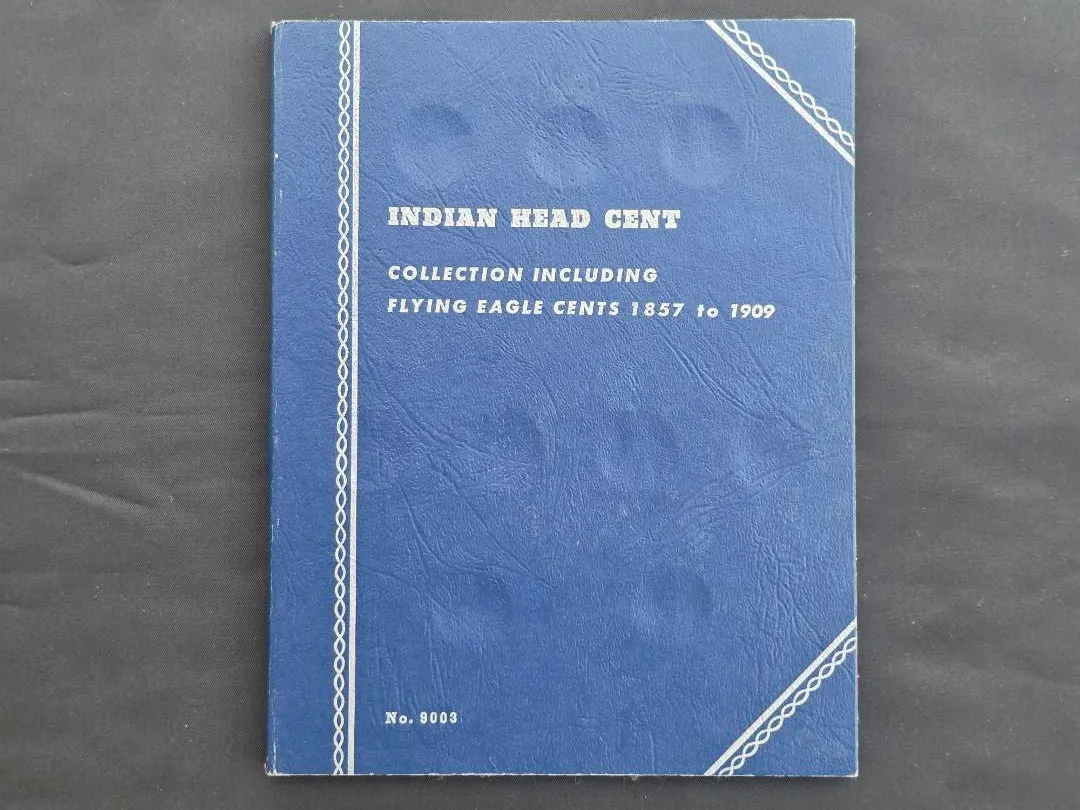 INDIAN HEAD CENT
COLLECTION INCLUDING
FLYING EAGLE CENTS 1857 to 1909
No. 9003